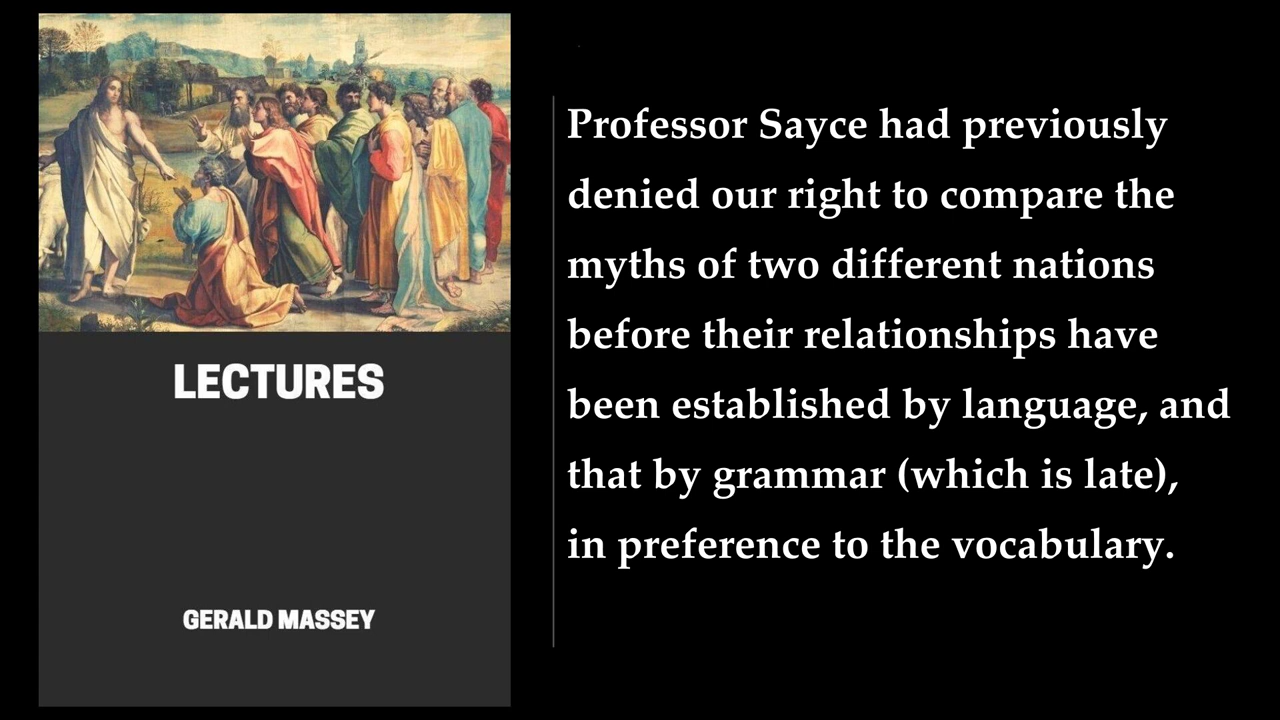 LECTURES
GERALD MASSEY
Professor Sayce had previously
denied our right to compare the
myths of two different nations
before their relationships have
been established by language, and
that by grammar (which is late),
in preference to the vocabulary.